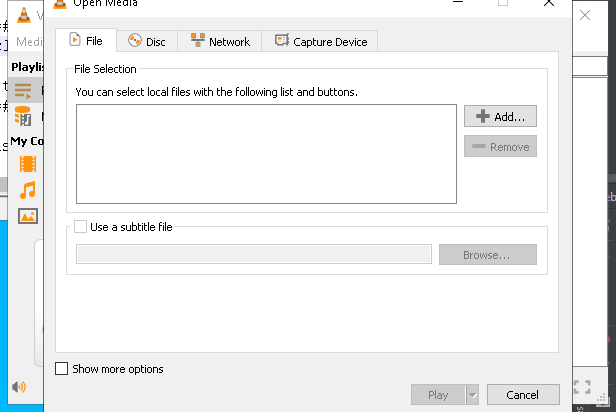 Open Media
Medi
File
Disc
Network
Capture Device
Playlis
File Selection
You can select local files with the following list and buttons.
Add...
Remove
My Co
Use a subtitle file
Browse...
Show more options
Play
Cancel